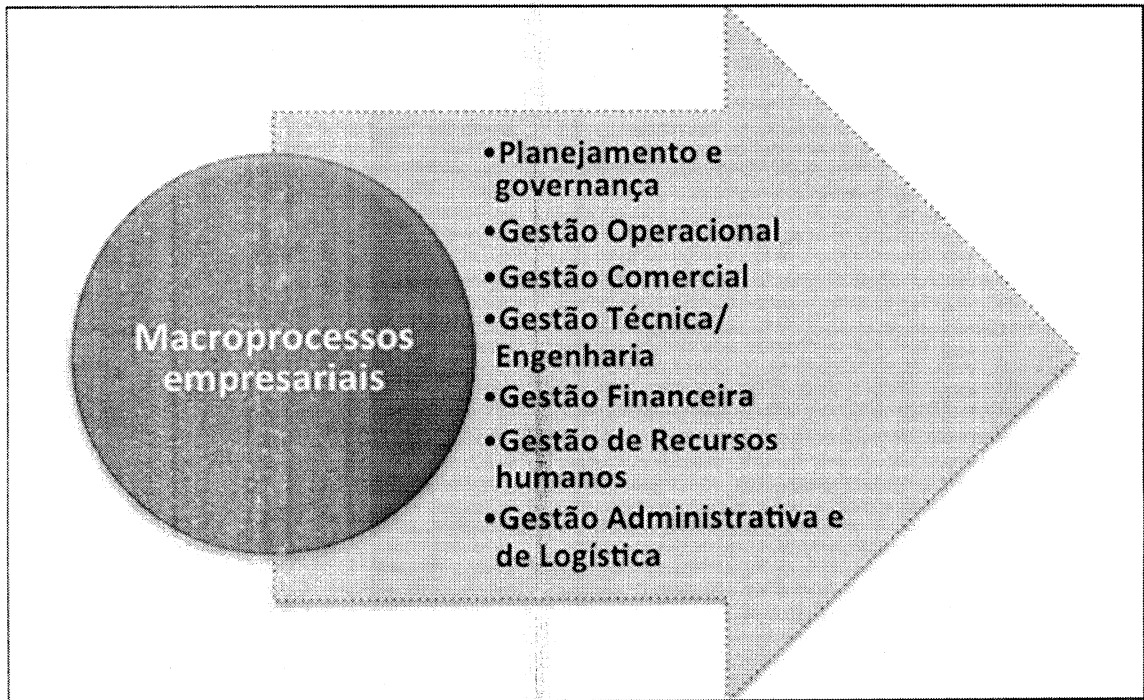 Macroprocessos
empresariais
•Planejamento e
governança
•Gestão Operacional
•Gestão Comercial
•Gestão Técnica/
Engenharia
•Gestão Financeira
•Gestão de Recursos
humanos
•Gestão Administrativa e
de Logística